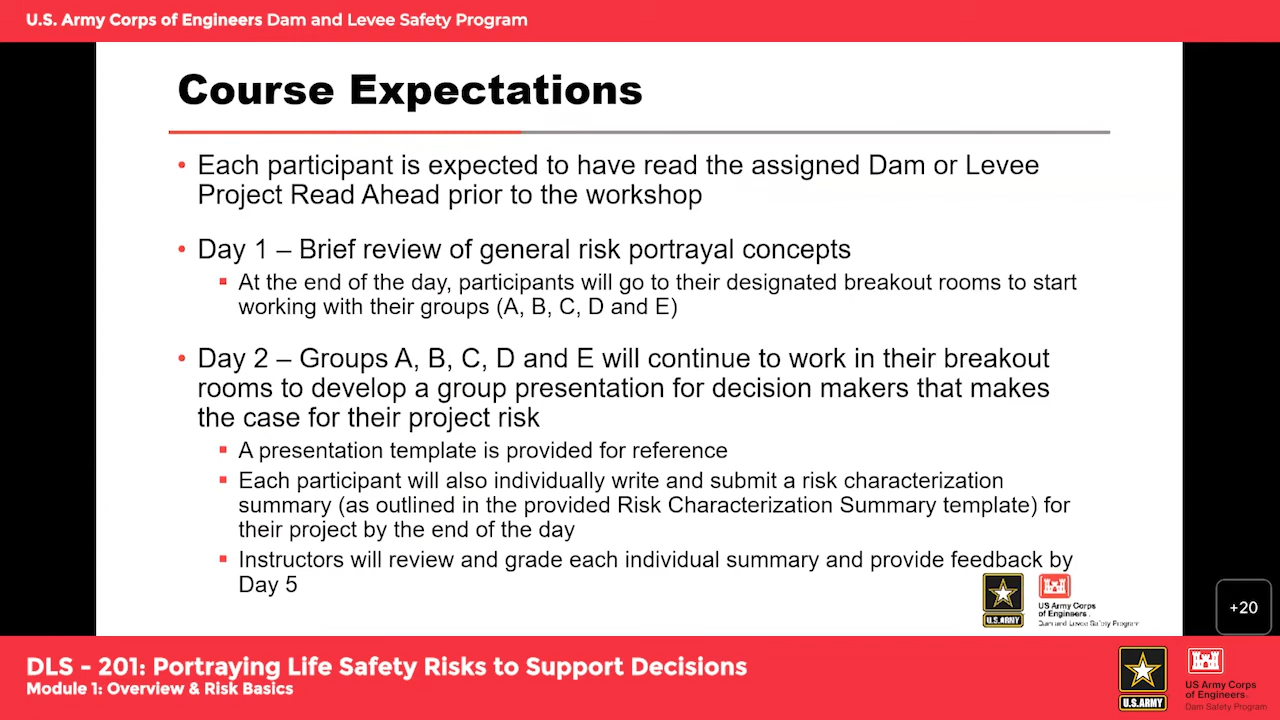 U.S. Army Corps of Engineers Dam and Levee Safety Program
Course Expectations
• Each participant is expected to have read the assigned Dam or Levee
Project Read Ahead prior to the workshop
• Day 1 – Brief review of general risk portrayal concepts
▪ At the end of the day, participants will go to their designated breakout rooms to start
working with their groups (A, B, C, D and E)
• Day 2 – Groups A, B, C, D and E will continue to work in their breakout
rooms to develop a group presentation for decision makers that makes
the case for their project risk
▪ A presentation template is provided for reference
▪ Each participant will also individually write and submit a risk characterization
summary (as outlined in the provided Risk Characterization Summary template) for
their project by the end of the day
▪ Instructors will review and grade each individual summary and provide feedback by
Day 5
U.S. ARMY
US Army Corps
of Engineers.
Dam and Levee Safety Program
+20
DLS - 201: Portraying Life Safety Risks to Support Decisions
Module 1: Overview & Risk Basics
U.S. ARMY
US Army Corps
of Engineers.
Dam Safety Program